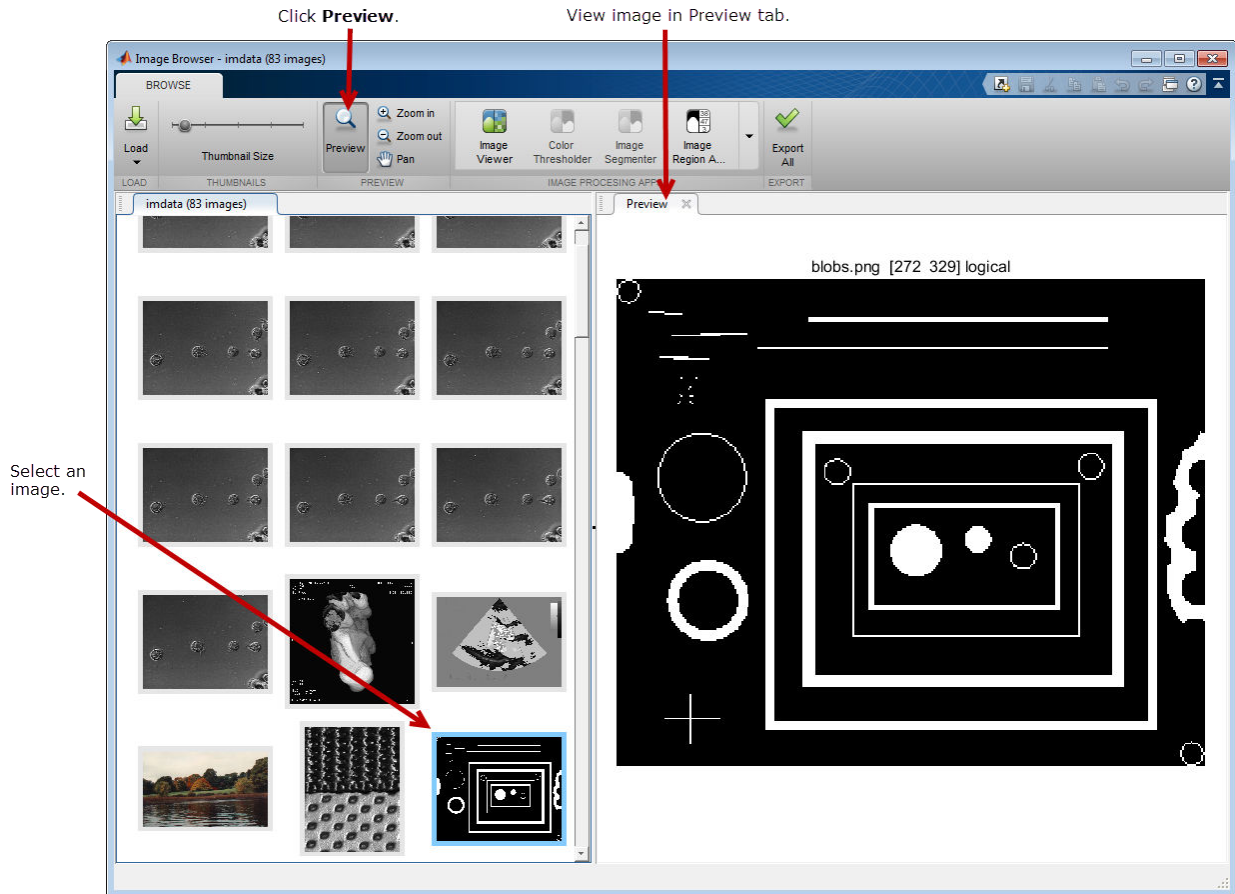 Click Preview.
View image in Preview tab.
Image Browser - imdata (83 images)
BROWSE
Load
Thumbnail Size
Preview
Zoom in
Zoom out
Pan
Image
Viewer
Color
Thresholder
Image
Segmenter
Image
Region A...
Export
All
LOAD
THUMBNAILS
PREVIEW
IMAGE PROCESING APP
EXPORT
imdata (83 images)
Preview
blobs.png [272 329] logical
Select an
image.